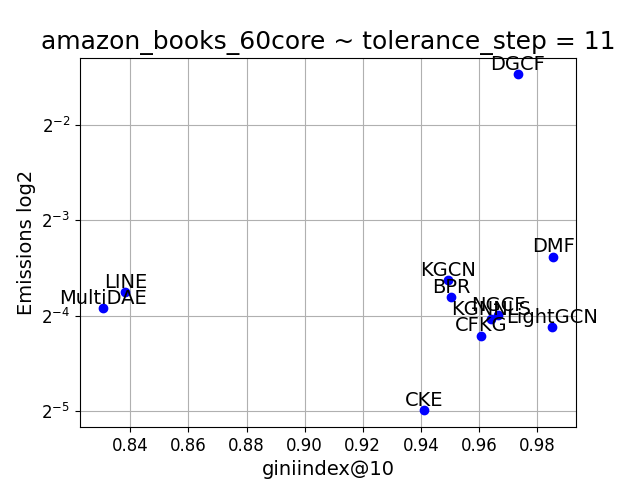 amazon_books_60core ~ tolerance_step = 11
DGCF
2⁻²
2⁻³
DMF
KGCN
LINE
BPR
MultiDAE
NGCF
KGNNLS
LightGCN
2⁻⁴
CFKG
CKE
2⁻⁵
Emissions log2
0.84 0.86 0.88 0.90 0.92 0.94 0.96 0.98
giniindex@10